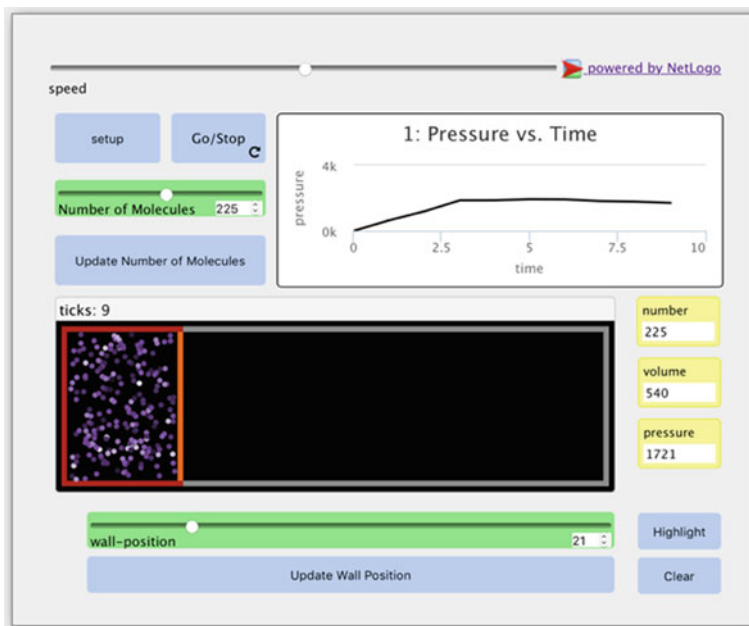 powered by NetLogo
speed
setup
Go/Stop
Number of Molecules 225
Update Number of Molecules
1: Pressure vs. Time
4k
pressure
0k
0 2.5 5 7.5 10
time
ticks: 9
number
225
volume
540
pressure
1721
wall-position 21
Update Wall Position
Highlight
Clear